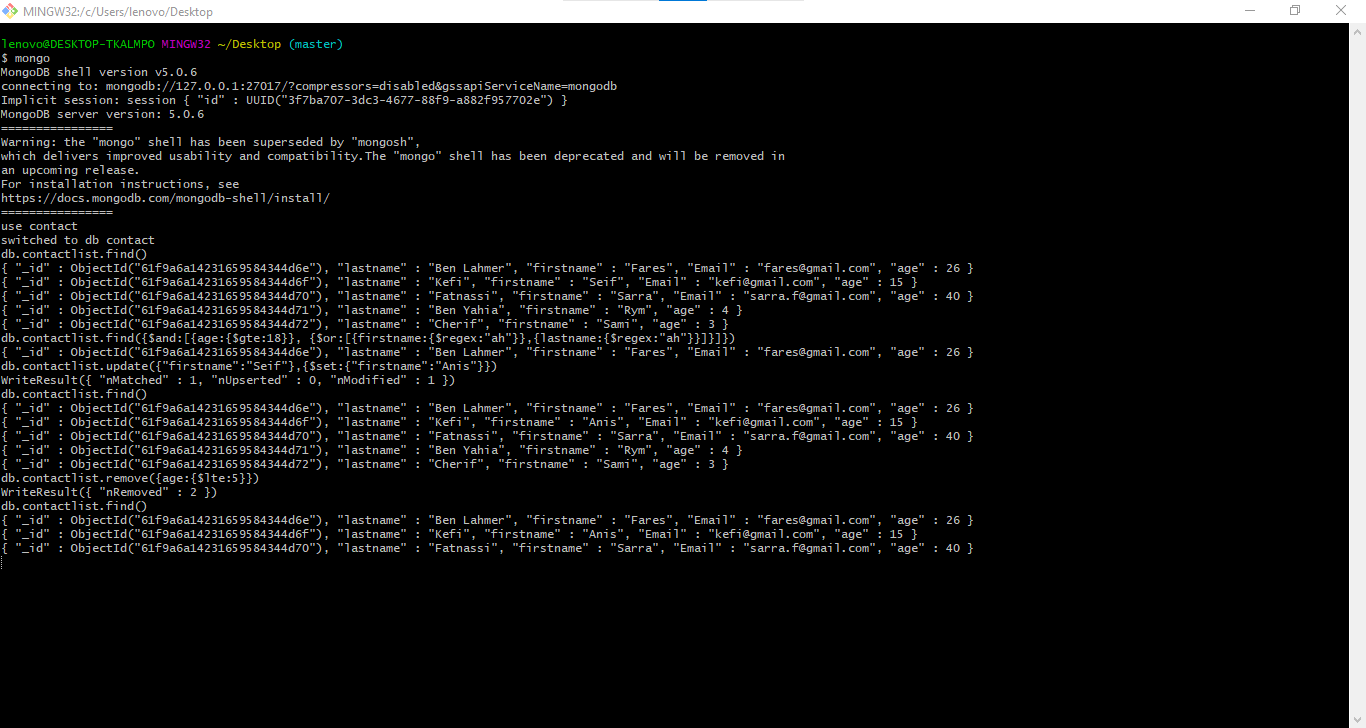 MINGW32:/c/Users/lenovo/Desktop
lenovo@DESKTOP-TKALMPO MINGW32 ~/Desktop (master)
$ mongo
MongoDB shell version v5.0.6
connecting to: mongodb://127.0.0.1:27017/?compressors=disabled&gssapiServiceName=mongodb
Implicit session: session { "id" : UUID("3f7ba707-3dc3-4677-88f9-a882f957702e") }
MongoDB server version: 5.0.6
================
Warning: the "mongo" shell has been superseded by "mongosh",
which delivers improved usability and compatibility.The "mongo" shell has been deprecated and will be removed in
an upcoming release.
For installation instructions, see
https://docs.mongodb.com/mongodb-shell/install/
================
use contact
switched to db contact
db.contactlist.find()
{ "_id" : ObjectId("61f9a6a14231659584344d6e"), "lastname" : "Ben Lahmer", "firstname" : "Fares", "Email" : "fares@gmail.com", "age" : 26 }
{ "_id" : ObjectId("61f9a6a14231659584344d6f"), "lastname" : "Kefi", "firstname" : "Seif", "Email" : "kefi@gmail.com", "age" : 15 }
{ "_id" : ObjectId("61f9a6a14231659584344d70"), "lastname" : "Fatnassi", "firstname" : "Sarra", "Email" : "sarra.f@gmail.com", "age" : 40 }
{ "_id" : ObjectId("61f9a6a14231659584344d71"), "lastname" : "Ben Yahia", "firstname" : "Rym", "age" : 4 }
{ "_id" : ObjectId("61f9a6a14231659584344d72"), "lastname" : "Cherif", "firstname" : "Sami", "age" : 3 }
db.contactlist.find({$and:[{age:{$gte:18}}, {$or:[{firstname:{$regex:"ah"}},{lastname:{$regex:"ah"}}]}]})
{ "_id" : ObjectId("61f9a6a14231659584344d6e"), "lastname" : "Ben Lahmer", "firstname" : "Fares", "Email" : "fares@gmail.com", "age" : 26 }
db.contactlist.update({"firstname":"Seif"},{$set:{"firstname":"Anis"}})
WriteResult({ "nMatched" : 1, "nUpserted" : 0, "nModified" : 1 })
db.contactlist.find()
{ "_id" : ObjectId("61f9a6a14231659584344d6e"), "lastname" : "Ben Lahmer", "firstname" : "Fares", "Email" : "fares@gmail.com", "age" : 26 }
{ "_id" : ObjectId("61f9a6a14231659584344d6f"), "lastname" : "Kefi", "firstname" : "Anis", "Email" : "kefi@gmail.com", "age" : 15 }
{ "_id" : ObjectId("61f9a6a14231659584344d70"), "lastname" : "Fatnassi", "firstname" : "Sarra", "Email" : "sarra.f@gmail.com", "age" : 40 }
{ "_id" : ObjectId("61f9a6a14231659584344d71"), "lastname" : "Ben Yahia", "firstname" : "Rym", "age" : 4 }
{ "_id" : ObjectId("61f9a6a14231659584344d72"), "lastname" : "Cherif", "firstname" : "Sami", "age" : 3 }
db.contactlist.remove({age:{$lte:5}})
WriteResult({ "nRemoved" : 2 })
db.contactlist.find()
{ "_id" : ObjectId("61f9a6a14231659584344d6e"), "lastname" : "Ben Lahmer", "firstname" : "Fares", "Email" : "fares@gmail.com", "age" : 26 }
{ "_id" : ObjectId("61f9a6a14231659584344d6f"), "lastname" : "Kefi", "firstname" : "Anis", "Email" : "kefi@gmail.com", "age" : 15 }
{ "_id" : ObjectId("61f9a6a14231659584344d70"), "lastname" : "Fatnassi", "firstname" : "Sarra", "Email" : "sarra.f@gmail.com", "age" : 40 }